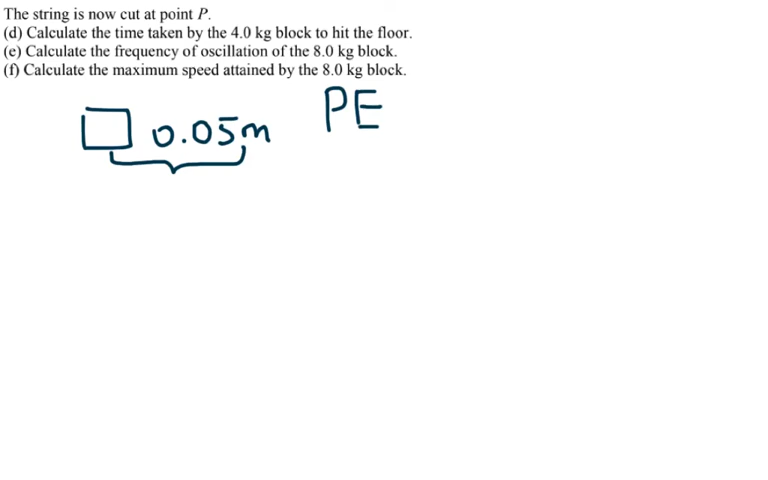 The string is now cut at point P.
(d) Calculate the time taken by the 4.0 kg block to hit the floor.
(e) Calculate the frequency of oscillation of the 8.0 kg block.
(f) Calculate the maximum speed attained by the 8.0 kg block.
0.05m PE